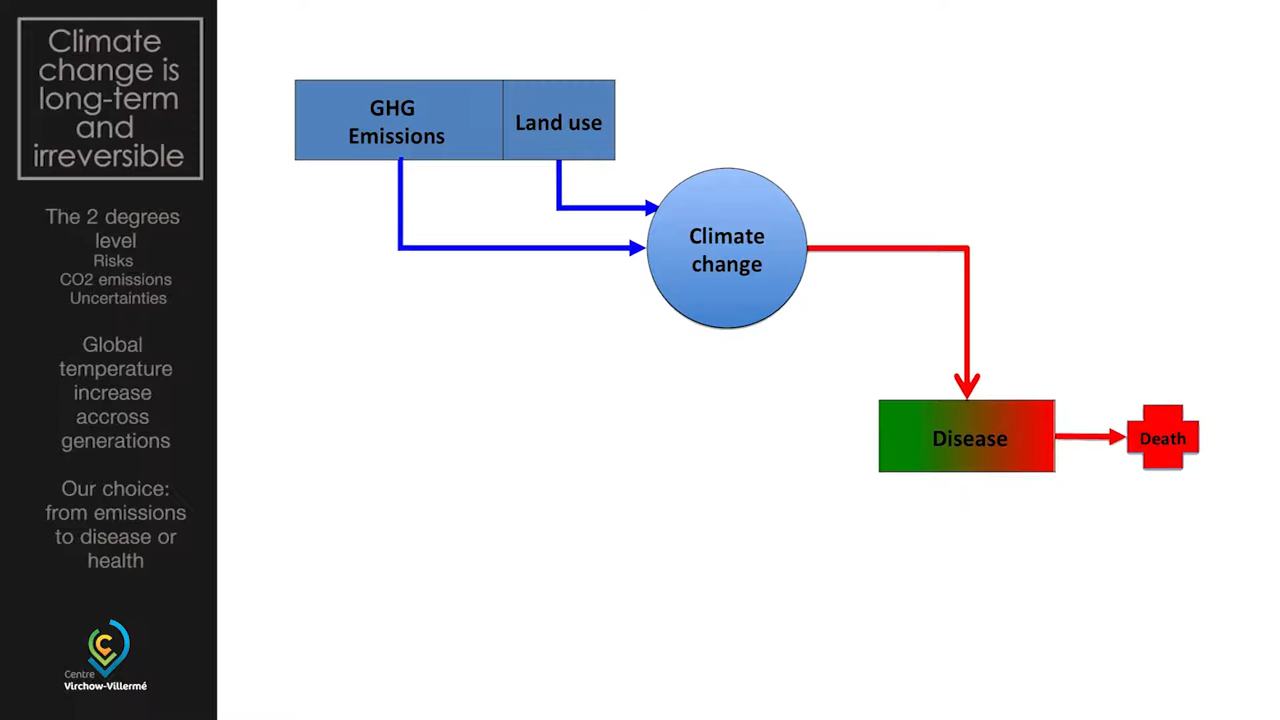 Climate
change is
long-term
and
irreversible
The 2 degrees
level
Risks
CO2 emissions
Uncertainties
Global
temperature
increase
accross
generations
Our choice:
from emissions
to disease or
health
Centre
Virchow-Villermé
GHG
Emissions
Land use
Climate
change
Disease
Death